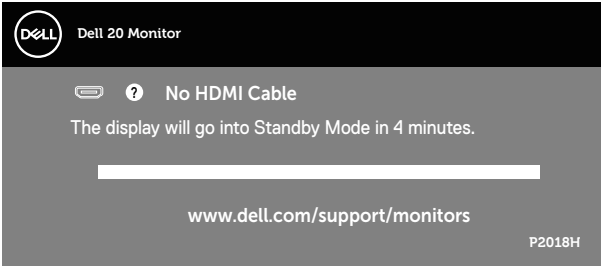 DELL
Dell 20 Monitor
? No HDMI Cable
The display will go into Standby Mode in 4 minutes.
www.dell.com/support/monitors
P2018H